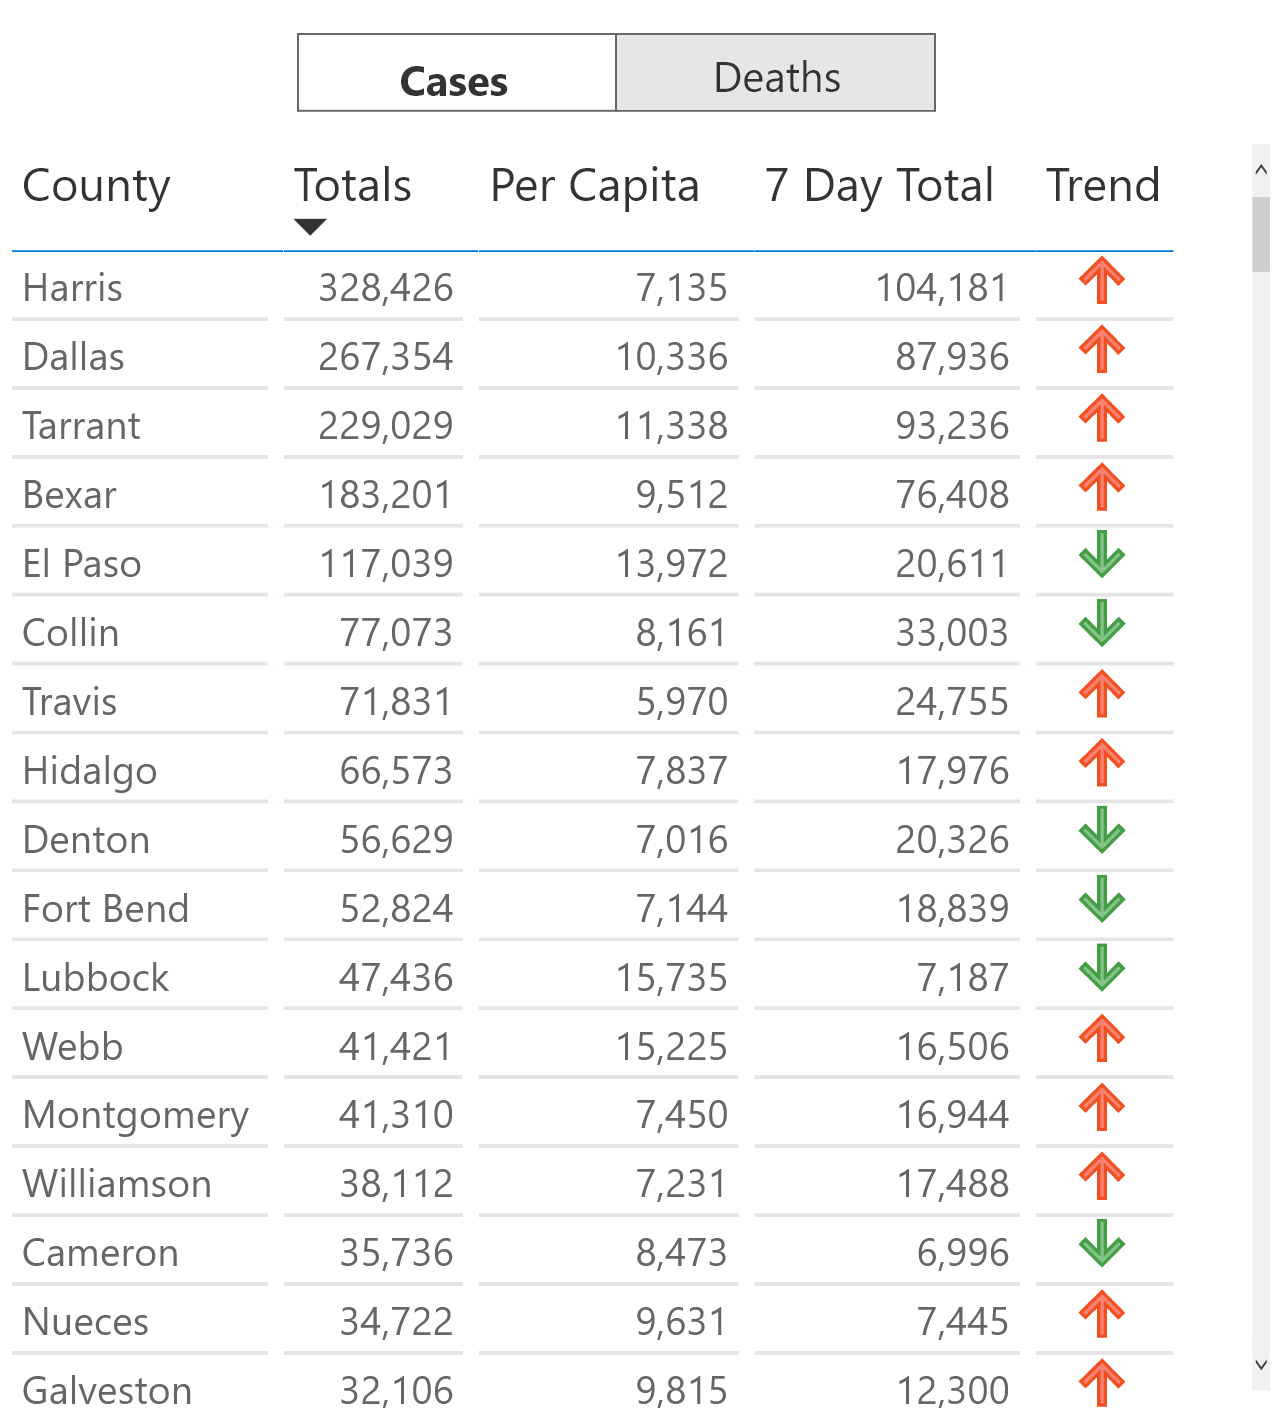 Cases Deaths
County Totals Per Capita 7 Day Total Trend
Harris 328,426 7,135 104,181
Dallas 267,354 10,336 87,936
Tarrant 229,029 11,338 93,236
Bexar 183,201 9,512 76,408
El Paso 117,039 13,972 20,611
Collin 77,073 8,161 33,003
Travis 71,831 5,970 24,755
Hidalgo 66,573 7,837 17,976
Denton 56,629 7,016 20,326
Fort Bend 52,824 7,144 18,839
Lubbock 47,436 15,735 7,187
Webb 41,421 15,225 16,506
Montgomery 41,310 7,450 16,944
Williamson 38,112 7,231 17,488
Cameron 35,736 8,473 6,996
Nueces 34,722 9,631 7,445
Galveston 32,106 9,815 12,300